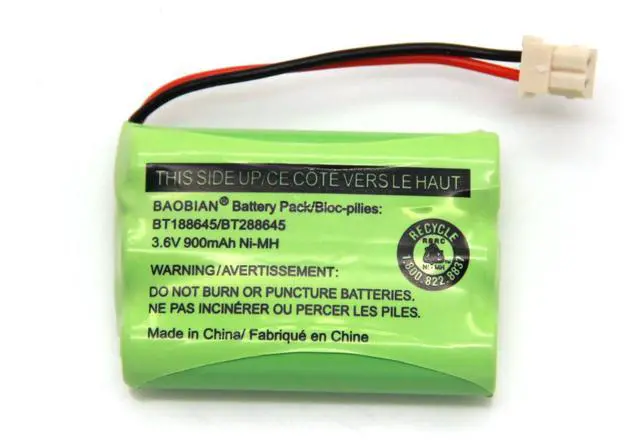 THIS SIDE UP/CE CÔTE VERS LE HAUT
BAOBIAN® Battery Pack/Bloc-pilies:
BT188645/BT288645
3.6V 900mAh Ni-MH
WARNING/AVERTISSEMENT:
DO NOT BURN OR PUNCTURE BATTERIES.
NE PAS INCINÉRER OU PERCER LES PILES.
Made in China/ Fabriqué en Chine
RECYCLE
RBRC
Ni-MH
1.800.822.8837